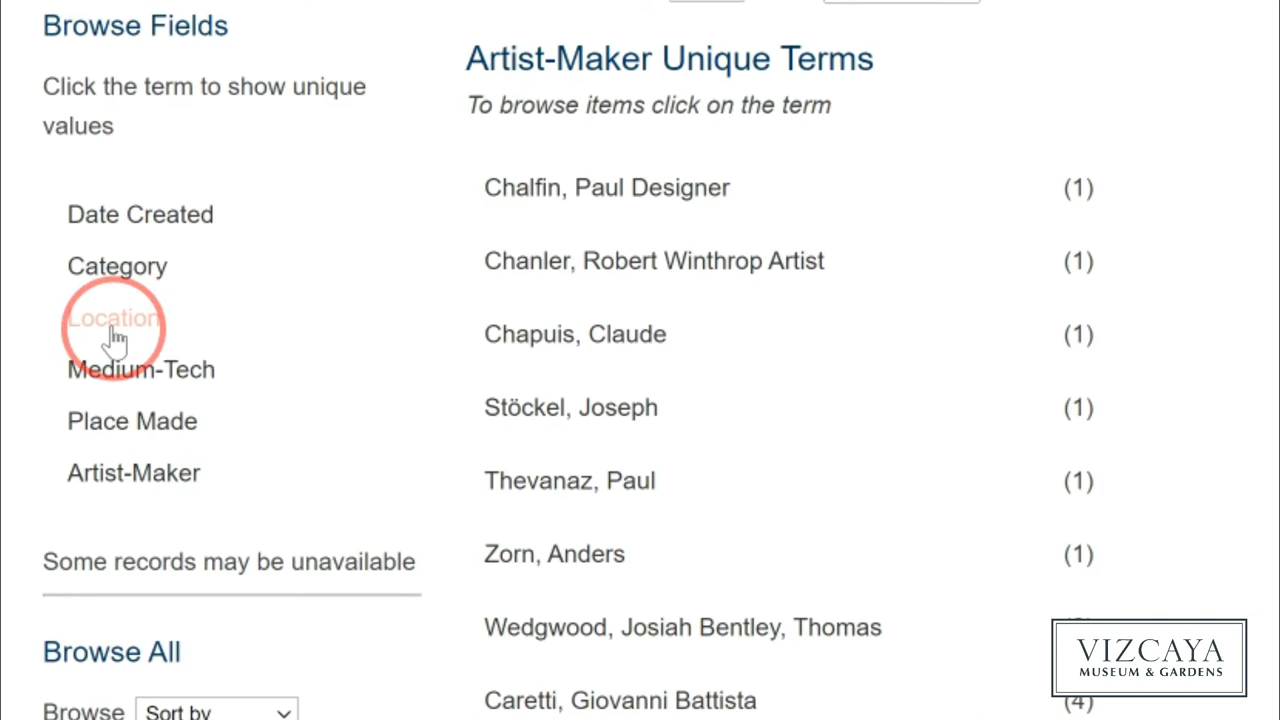 Browse Fields
Click the term to show unique
values
Date Created
Category
Location
Medium-Tech
Place Made
Artist-Maker
Some records may be unavailable
Browse All
Browse Sort by
Artist-Maker Unique Terms
To browse items click on the term
Chalfin, Paul Designer (1)
Chanler, Robert Winthrop Artist (1)
Chapuis, Claude (1)
Stöckel, Joseph (1)
Thevanaz, Paul (1)
Zorn, Anders (1)
Wedgwood, Josiah Bentley, Thomas
Caretti, Giovanni Battista (4)
VIZCAYA
MUSEUM & GARDENS